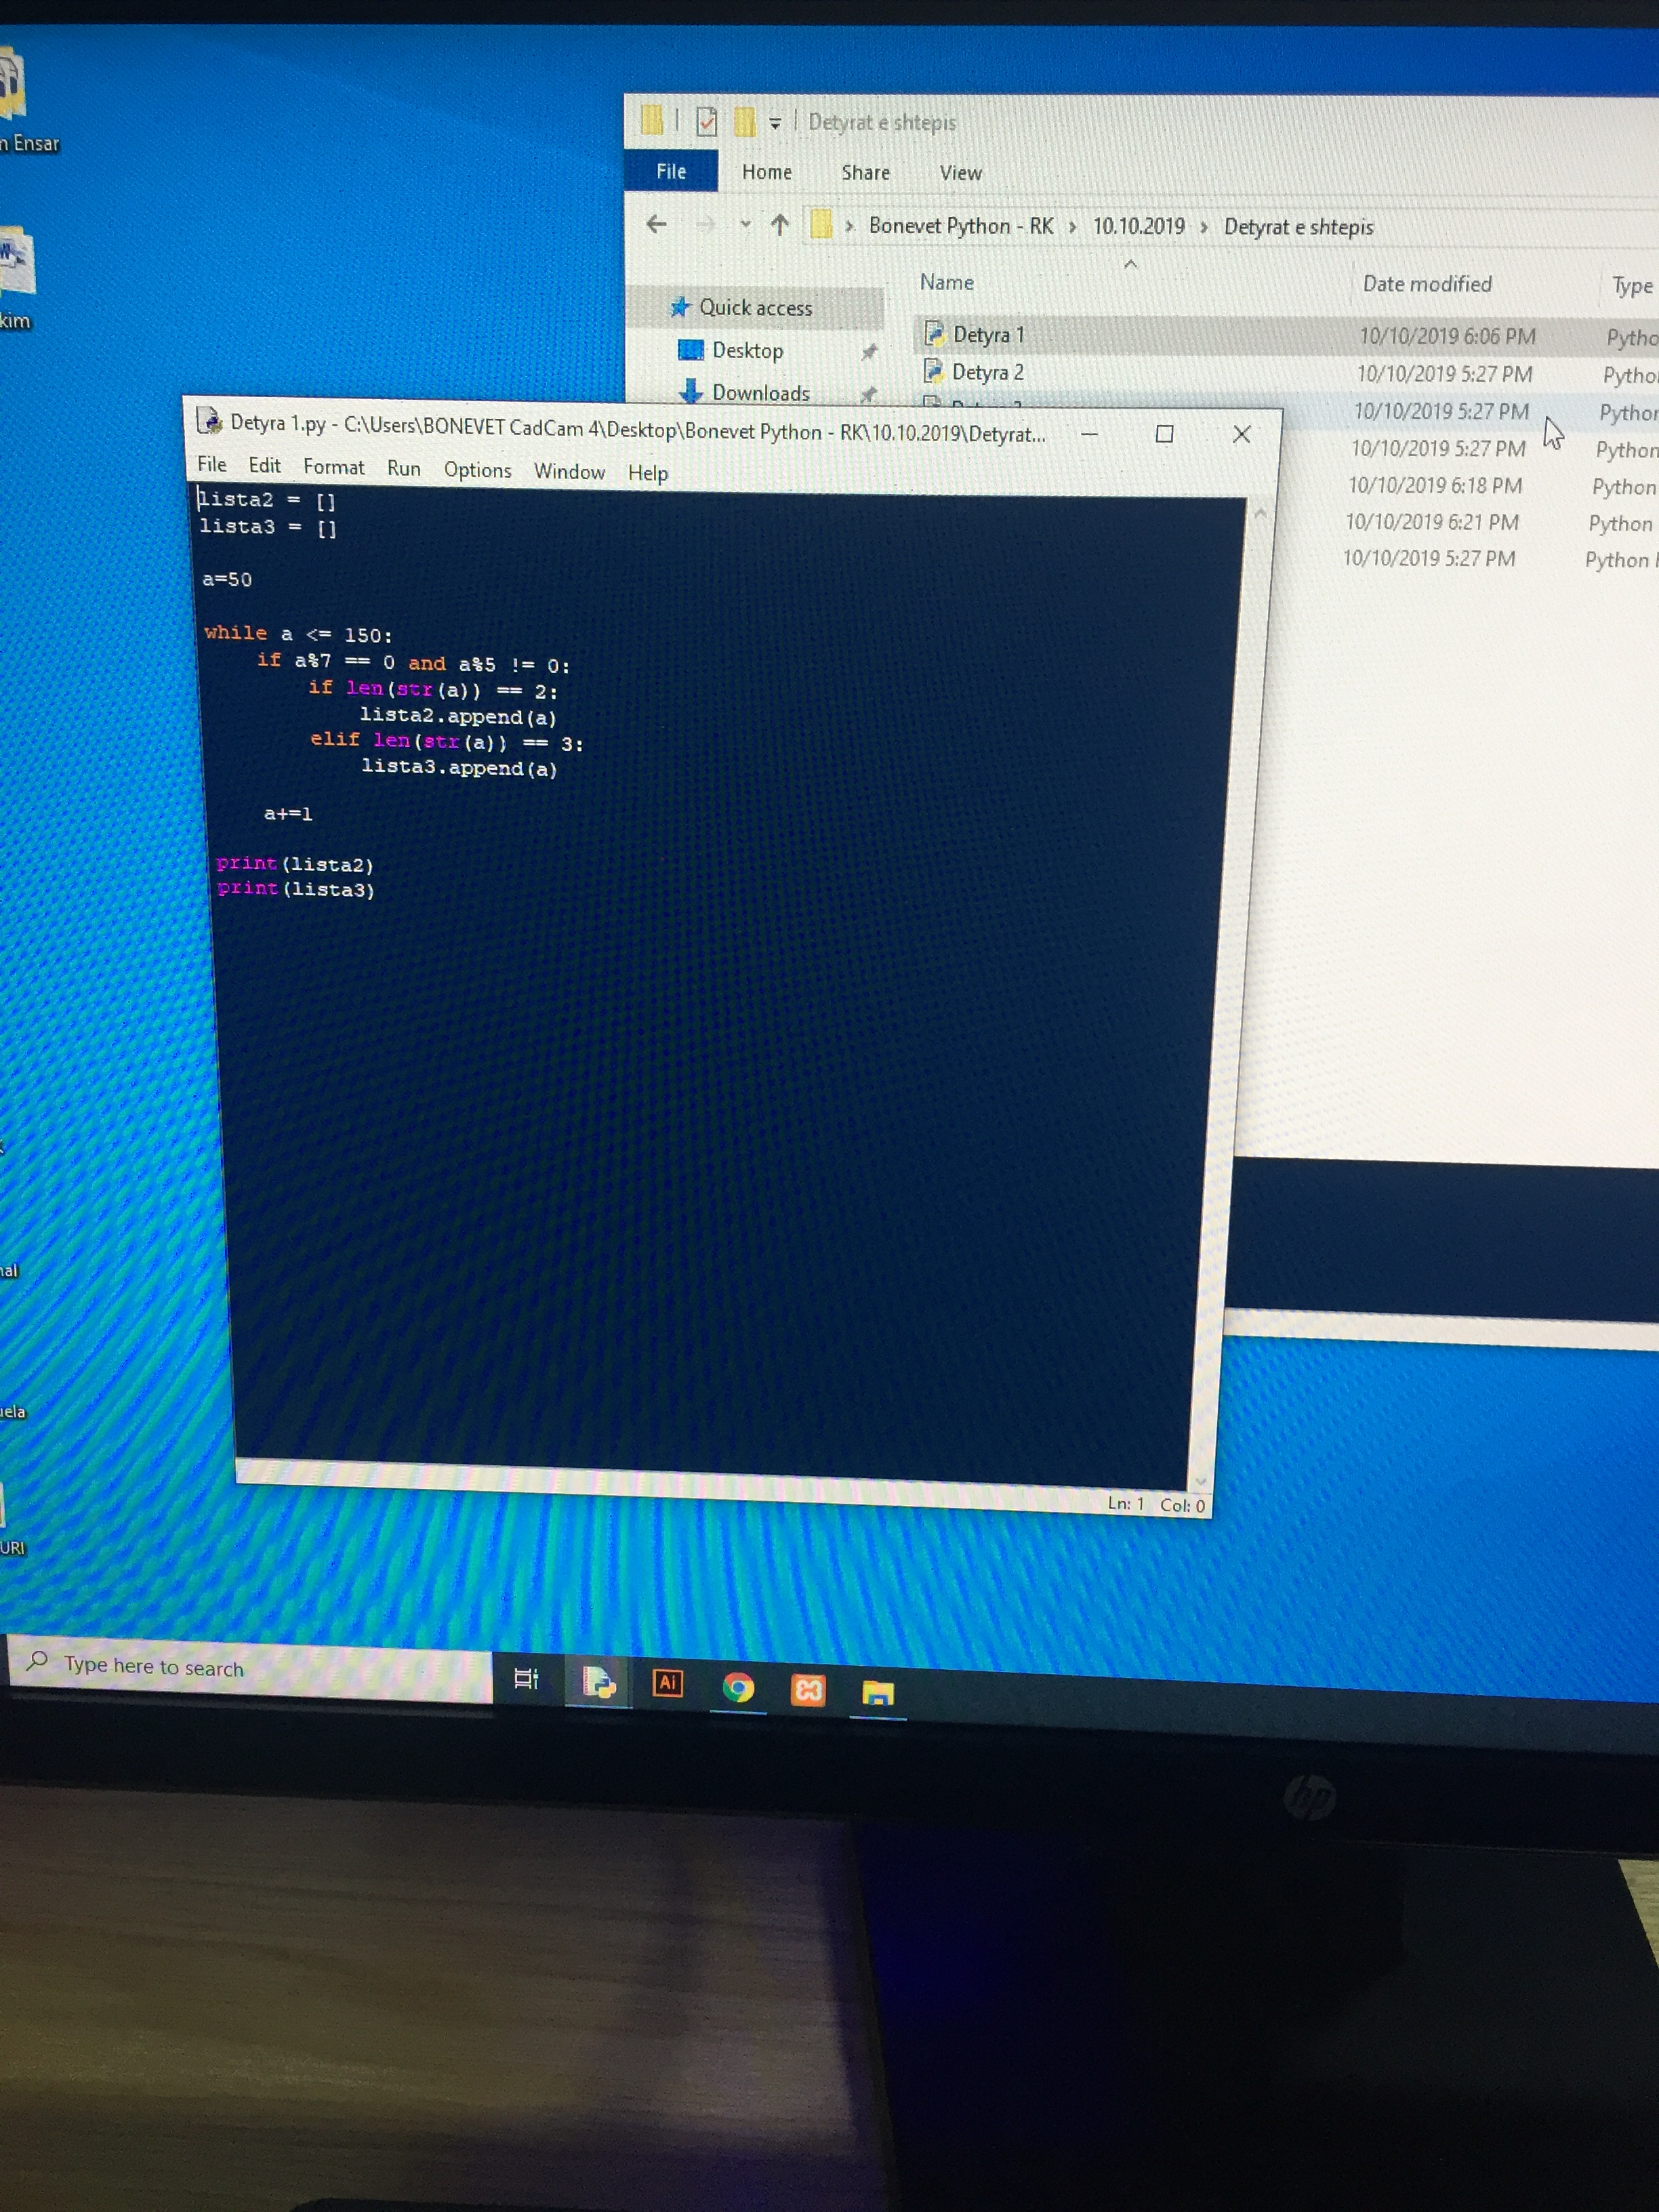 n Ensar
kim
nal
uela
URI
Detyrat e shtepis
File Home Share View
Bonevet Python - RK > 10.10.2019 > Detyrat e shtepis
Name Date modified Type
Quick access
Desktop
Downloads
Detyra 1 10/10/2019 6:06 PM Pytho
Detyra 2 10/10/2019 5:27 PM Pytho
10/10/2019 5:27 PM Python
10/10/2019 5:27 PM Python
10/10/2019 6:18 PM Python
10/10/2019 6:21 PM Python
10/10/2019 5:27 PM Python
Detyra 1.py - C:\Users\BONEVET CadCam 4\Desktop\Bonevet Python - RK\10.10.2019\Detyrat...
File Edit Format Run Options Window Help
lista2 = []
lista3 = []
a=50
while a <= 150:
    if a%7 == 0 and a%5 != 0:
        if len(str(a)) == 2:
            lista2.append(a)
        elif len(str(a)) == 3:
            lista3.append(a)
    a+=1
print(lista2)
print(lista3)
Ln: 1 Col: 0
Type here to search
Ai
hp